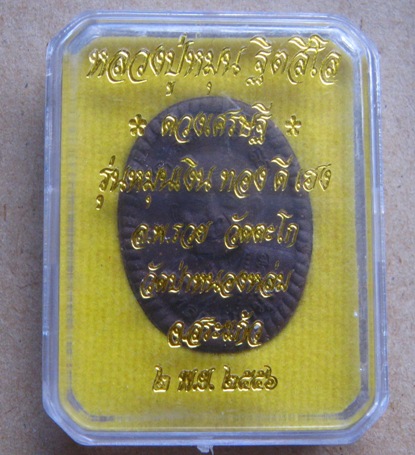 หลวงปู่หมุน ฐิตสีโล
* ดวงเศรษฐี *
รุ่นหมุนเงิน ทอง ดี เฮง
อ.พ.รวย วัดตะโก
วัดป่าหนองหล่ม
จ.สระแก้ว
๒ พ.ย. ๒๕๕๖